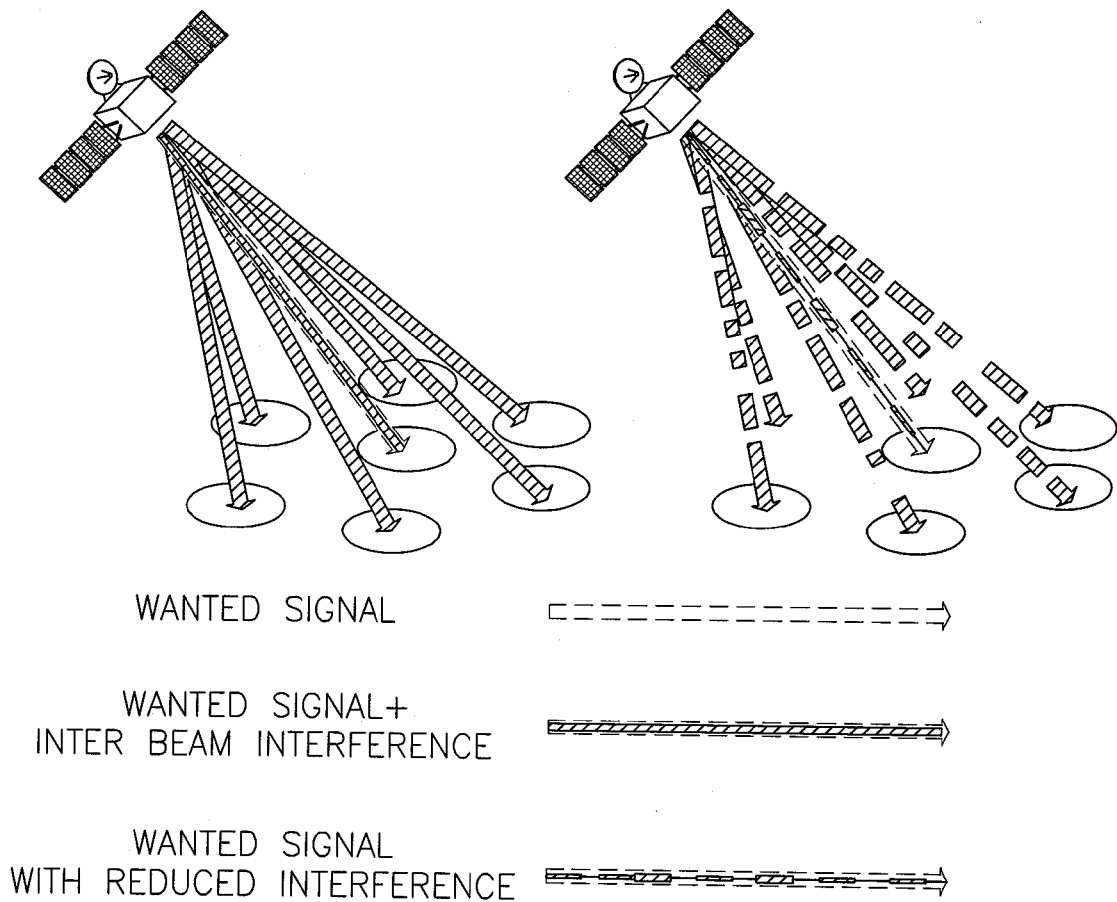 WANTED SIGNAL
WANTED SIGNAL+
INTER BEAM INTERFERENCE
WANTED SIGNAL
WITH REDUCED INTERFERENCE